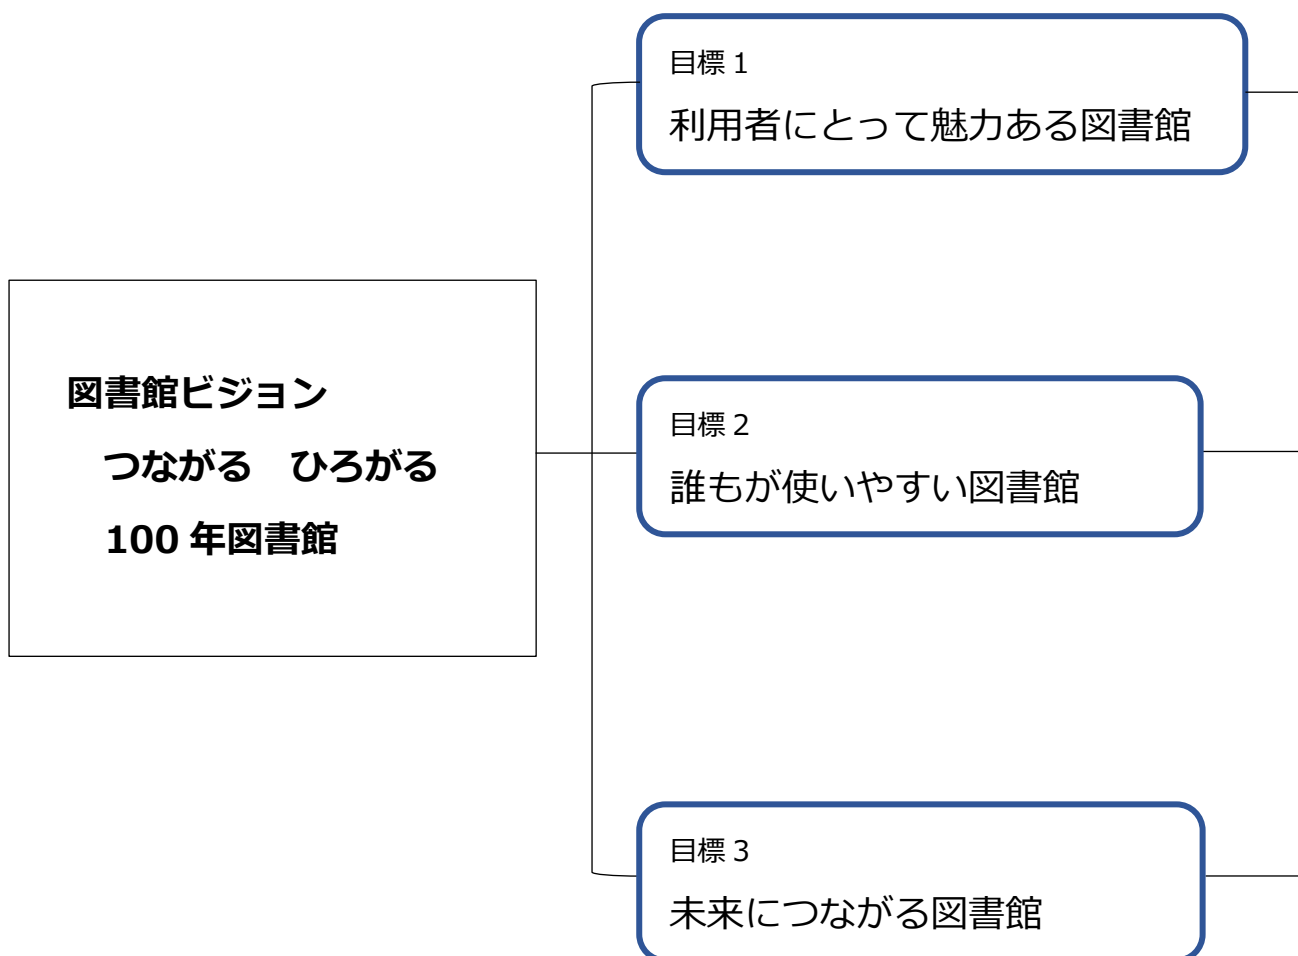 目標１
利用者にとって魅力ある図書館
図書館ビジョン
つながる　ひろがる
100 年図書館
目標２
誰もが使いやすい図書館
目標３
未来につながる図書館